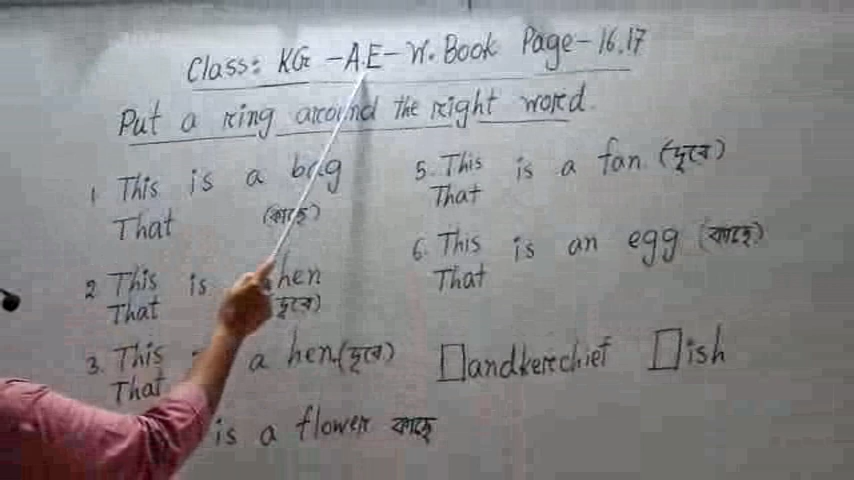 Class: KG - A.E - W. Book Page - 16.17
Put a ring around the right word.
1 This is a bag
That (কাছে)
2 This is hen
That (দূরে)
3. This a hen (দূরে)
That
is a flower কাছে
5. This is a fan. (দূরে)
That
6. This is an egg (কাছে)
That
□andkerchief □ish